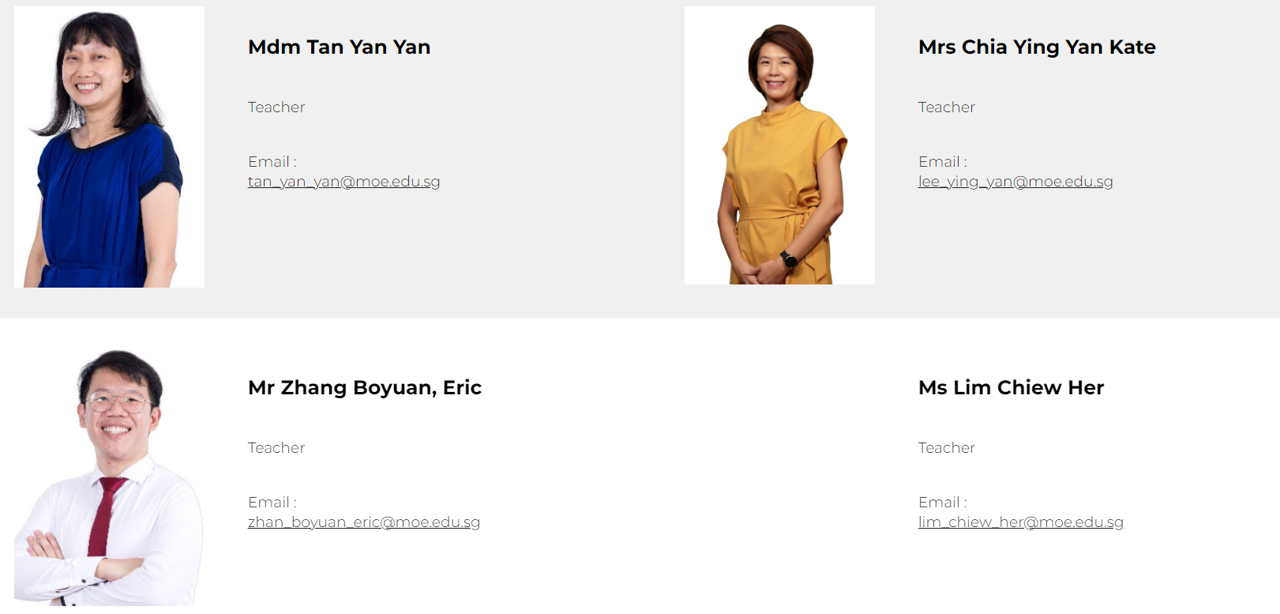 Mdm Tan Yan Yan
Teacher
Email :
tan_yan_yan@moe.edu.sg
Mrs Chia Ying Yan Kate
Teacher
Email :
lee_ying_yan@moe.edu.sg
Mr Zhang Boyuan, Eric
Teacher
Email :
zhan_boyuan_eric@moe.edu.sg
Ms Lim Chiew Her
Teacher
Email :
lim_chiew_her@moe.edu.sg